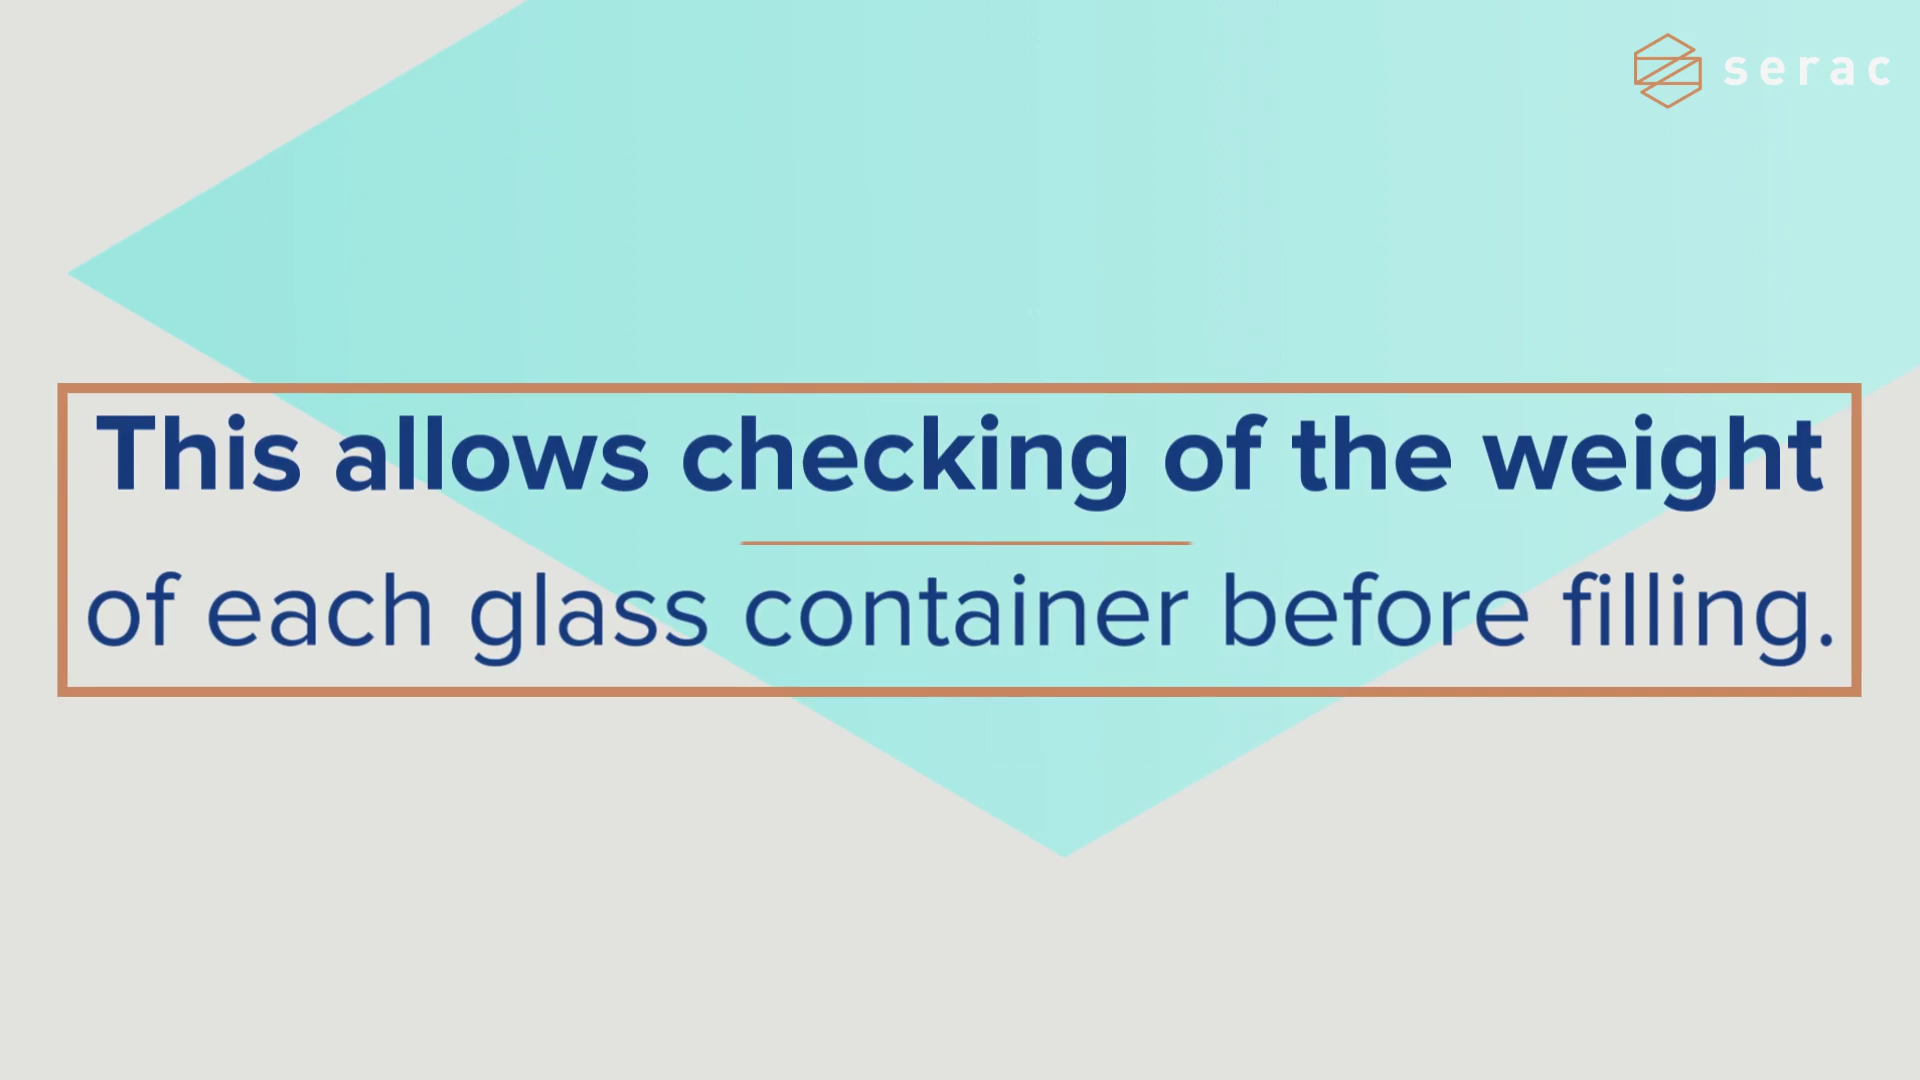 serac
This allows checking of the weight
of each glass container before filling.